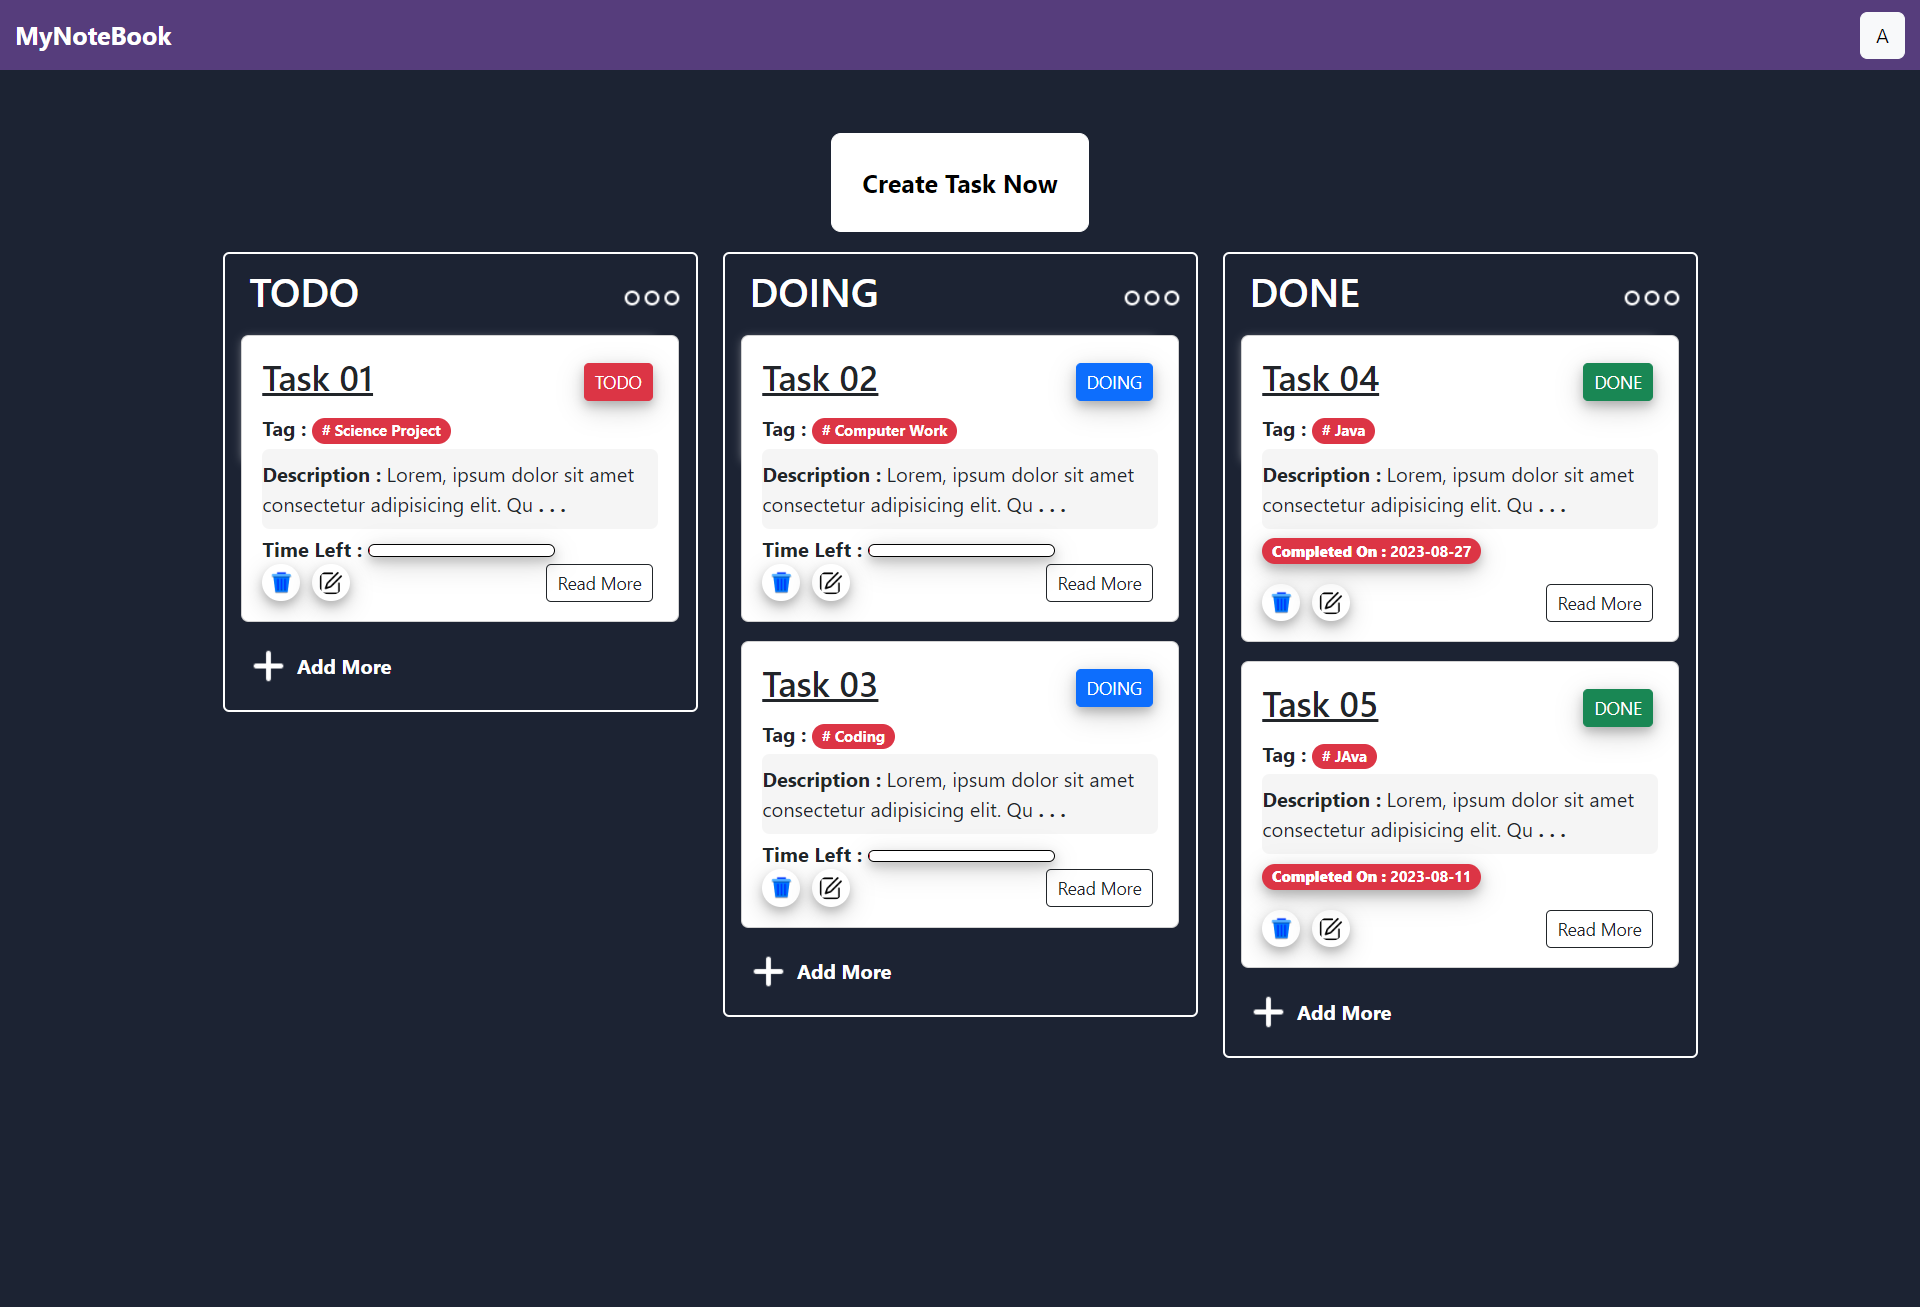 MyNoteBook
A
Create Task Now
TODO
Task 01
TODO
Tag : # Science Project
Description : Lorem, ipsum dolor sit amet
consectetur adipisicing elit. Qu . . .
Time Left :
Read More
Add More
DOING
Task 02
DOING
Tag : # Computer Work
Description : Lorem, ipsum dolor sit amet
consectetur adipisicing elit. Qu . . .
Time Left :
Read More
Task 03
DOING
Tag : # Coding
Description : Lorem, ipsum dolor sit amet
consectetur adipisicing elit. Qu . . .
Time Left :
Read More
Add More
DONE
Task 04
DONE
Tag : # Java
Description : Lorem, ipsum dolor sit amet
consectetur adipisicing elit. Qu . . .
Completed On : 2023-08-27
Read More
Task 05
DONE
Tag : # JAva
Description : Lorem, ipsum dolor sit amet
consectetur adipisicing elit. Qu . . .
Completed On : 2023-08-11
Read More
Add More